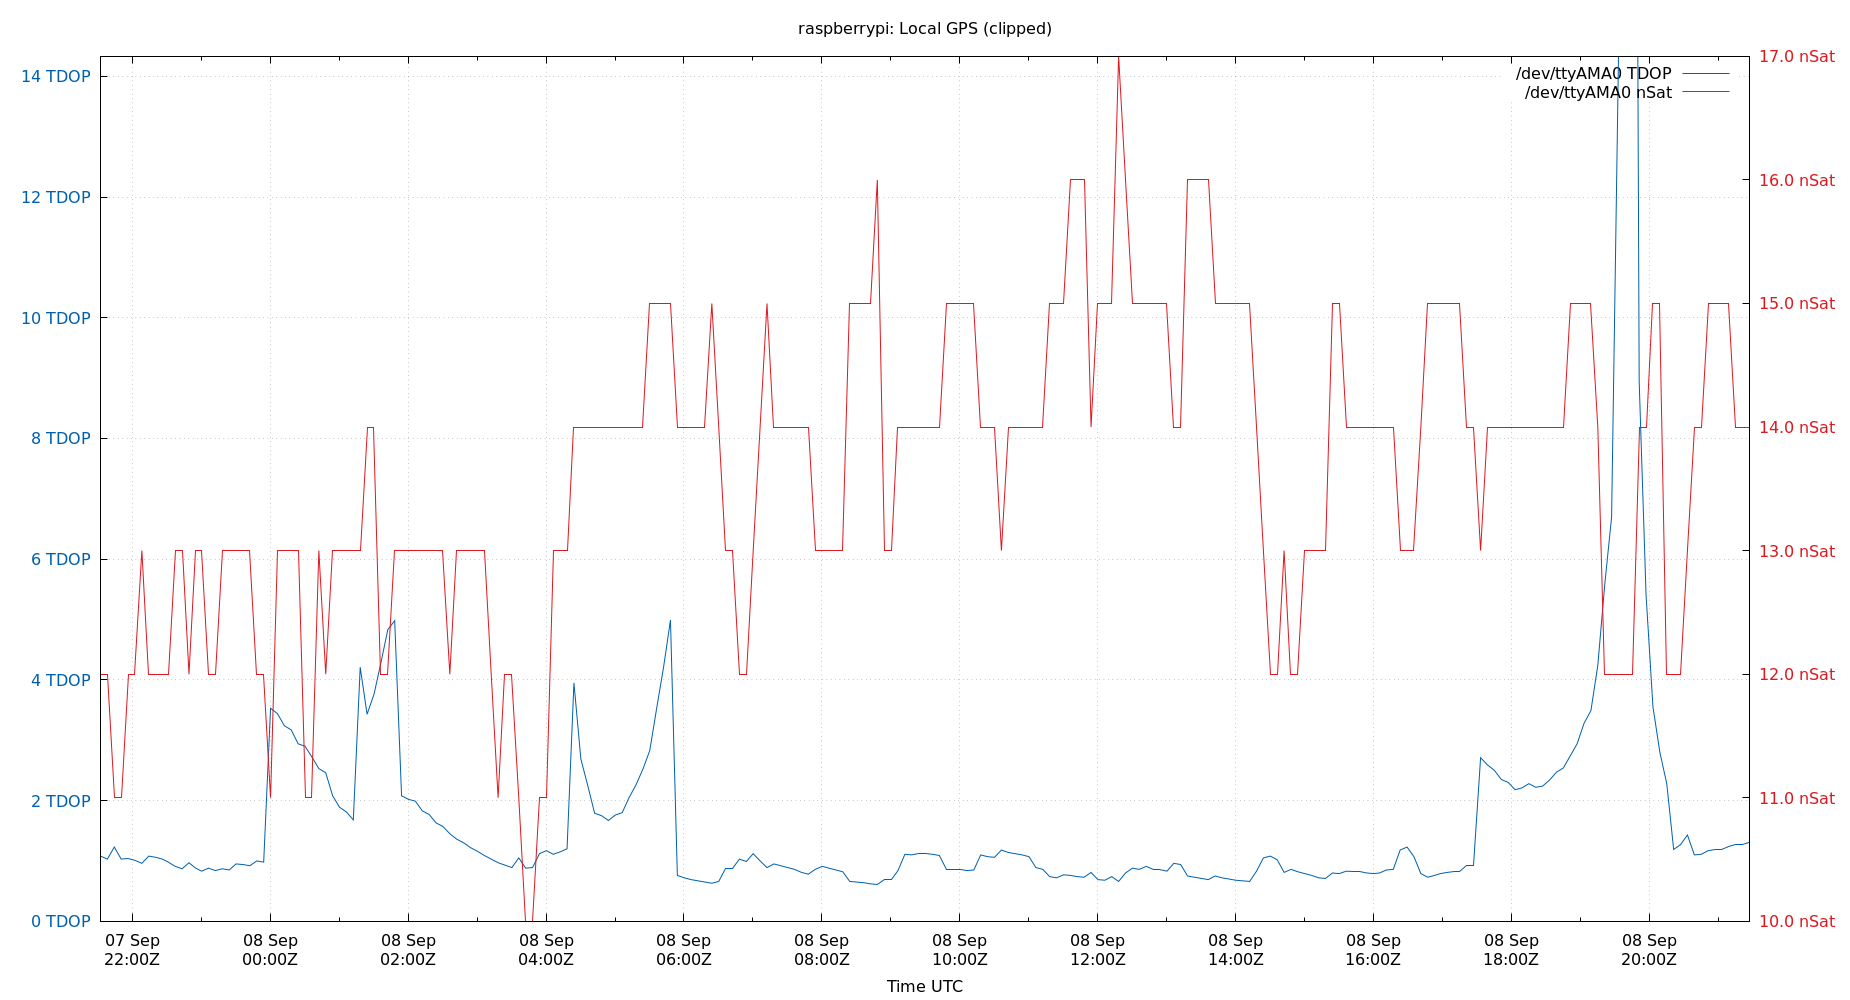 raspberrypi: Local GPS (clipped)
14 TDOP
12 TDOP
10 TDOP
8 TDOP
6 TDOP
4 TDOP
2 TDOP
0 TDOP
/dev/ttyAMA0 TDOP
/dev/ttyAMA0 nSat
17.0 nSat
16.0 nSat
15.0 nSat
14.0 nSat
13.0 nSat
12.0 nSat
11.0 nSat
10.0 nSat
07 Sep
22:00Z
08 Sep
00:00Z
08 Sep
02:00Z
08 Sep
04:00Z
08 Sep
06:00Z
08 Sep
08:00Z
08 Sep
10:00Z
08 Sep
12:00Z
08 Sep
14:00Z
08 Sep
16:00Z
08 Sep
18:00Z
08 Sep
20:00Z
Time UTC